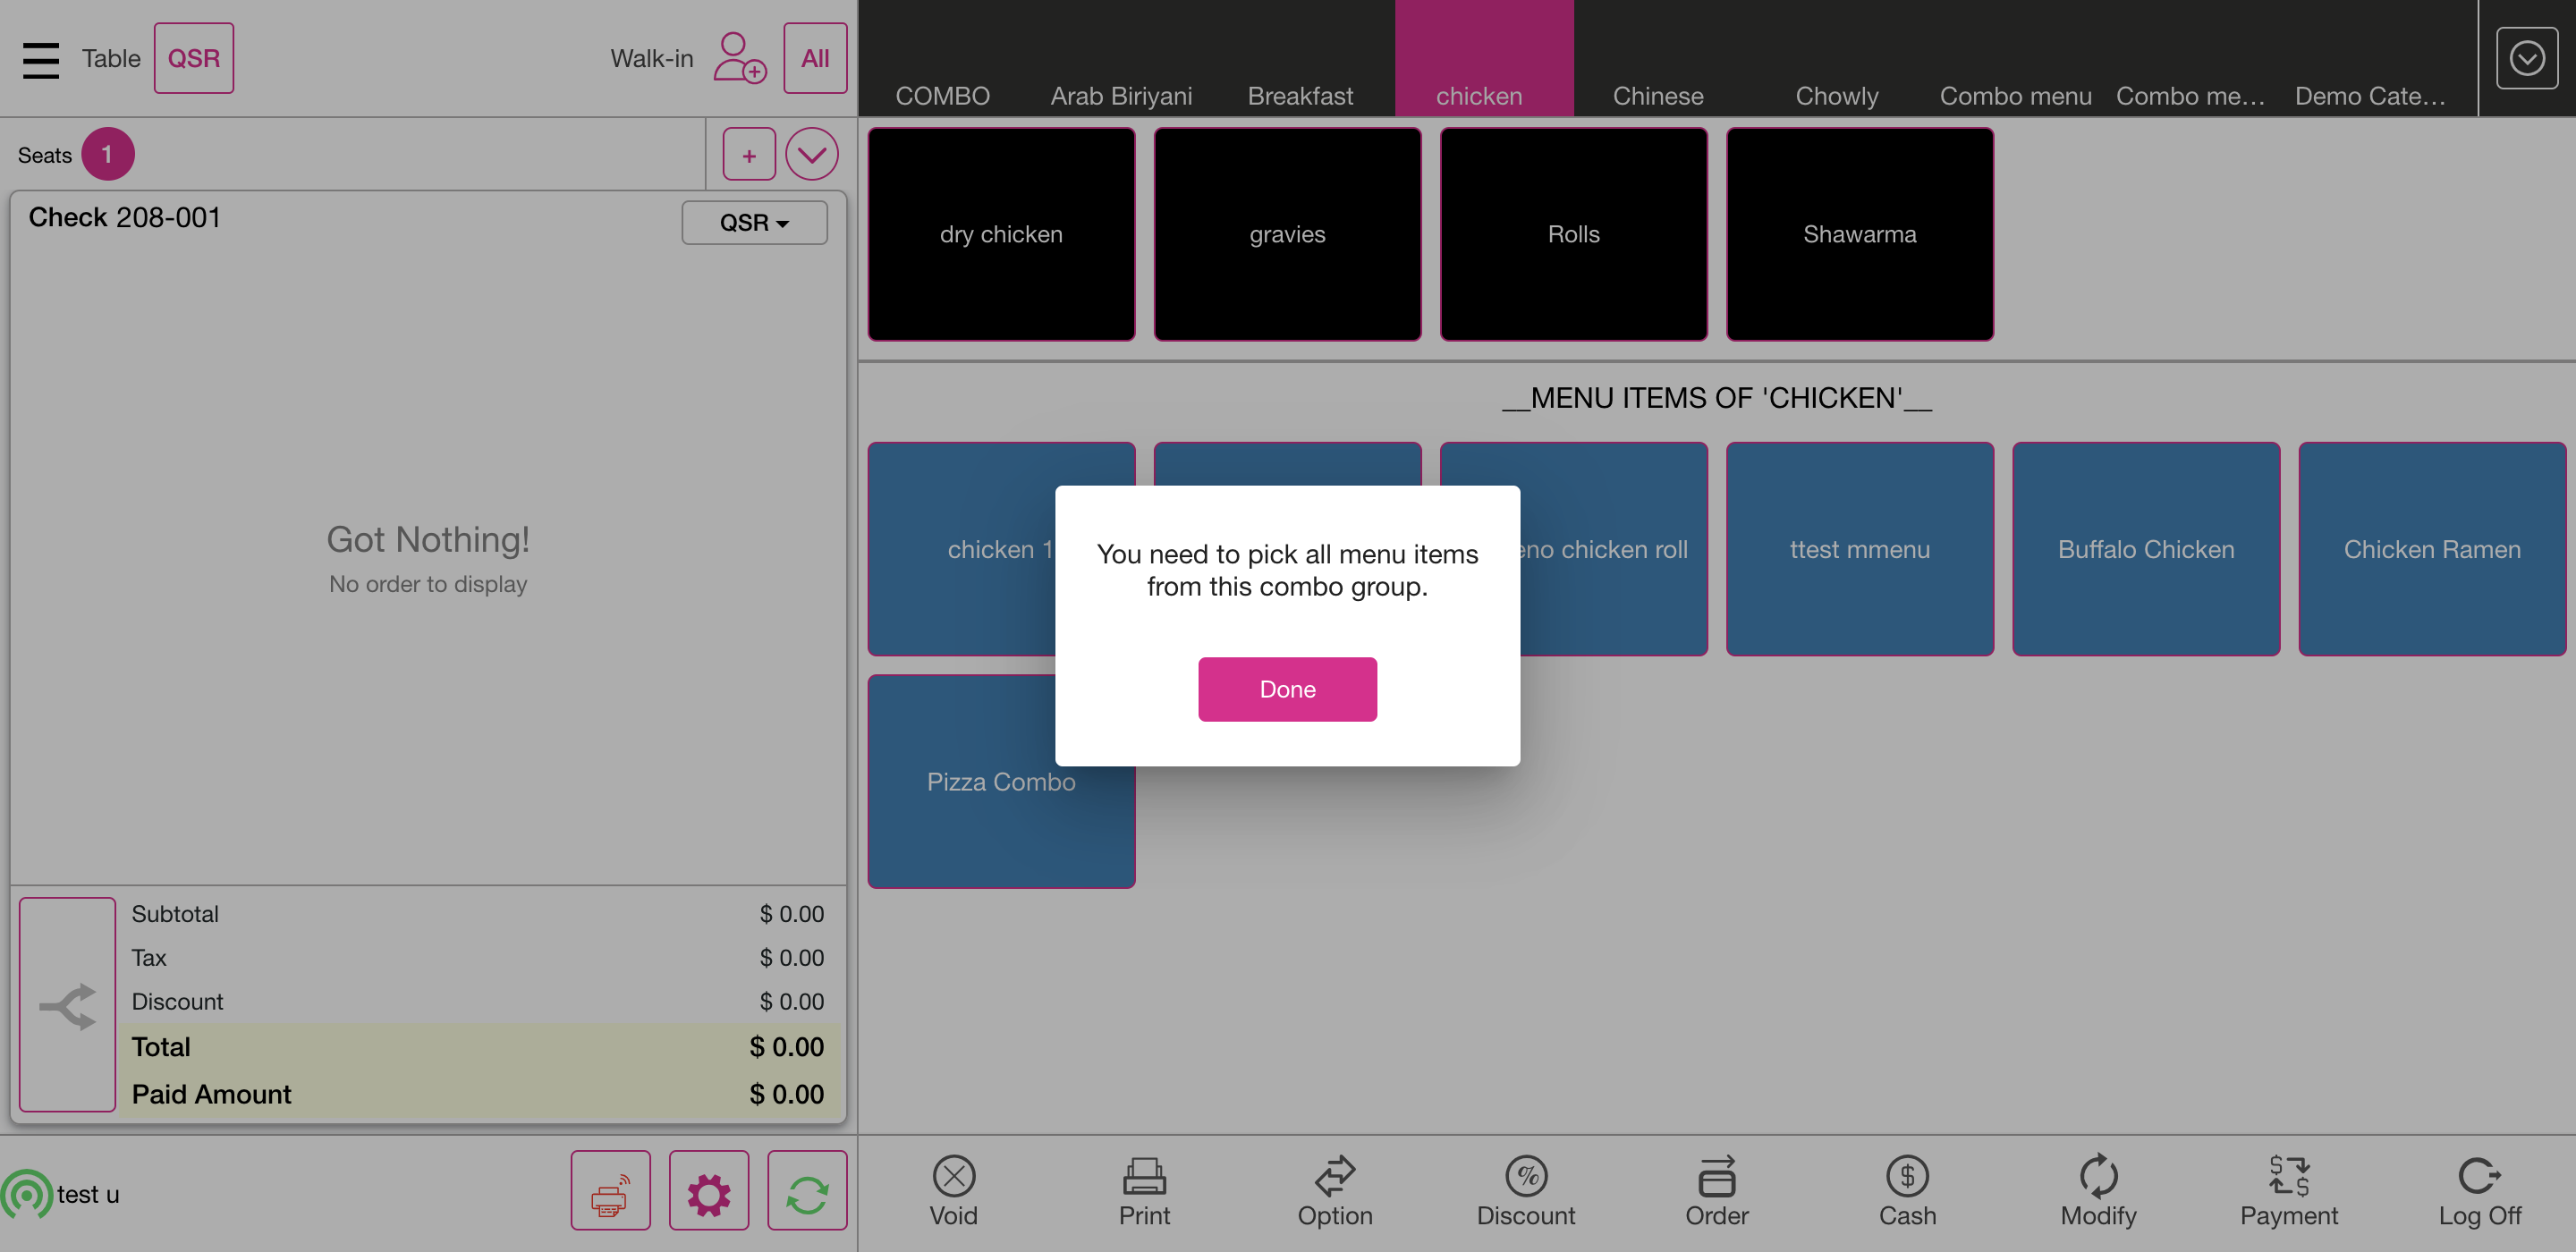 Table QSR
Walk-in All
COMBO Arab Biriyani Breakfast chicken Chinese Chowly Combo menu Combo me... Demo Cate...
Seats 1 +
Check 208-001
QSR
Got Nothing!
No order to display
Subtotal $ 0.00
Tax $ 0.00
Discount $ 0.00
Total $ 0.00
Paid Amount $ 0.00
test u
dry chicken gravies Rolls Shawarma
__MENU ITEMS OF 'CHICKEN'__
chicken 1 chicken roll ttest mmenu Buffalo Chicken Chicken Ramen
Pizza Combo
You need to pick all menu items
from this combo group.
Done
Void Print Option Discount Order Cash Modify Payment Log Off